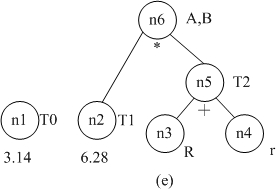 n6 A,B
*
n5 T2
+
n1 T0 n2 T1 n3 n4
3.14 6.28 R r
(e)